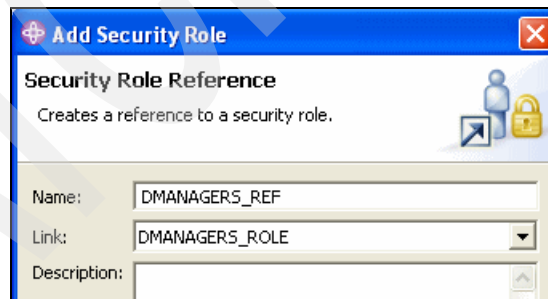 Add Security Role
Security Role Reference
Creates a reference to a security role.
Name: DMANAGERS_REF
Link: DMANAGERS_ROLE
Description: